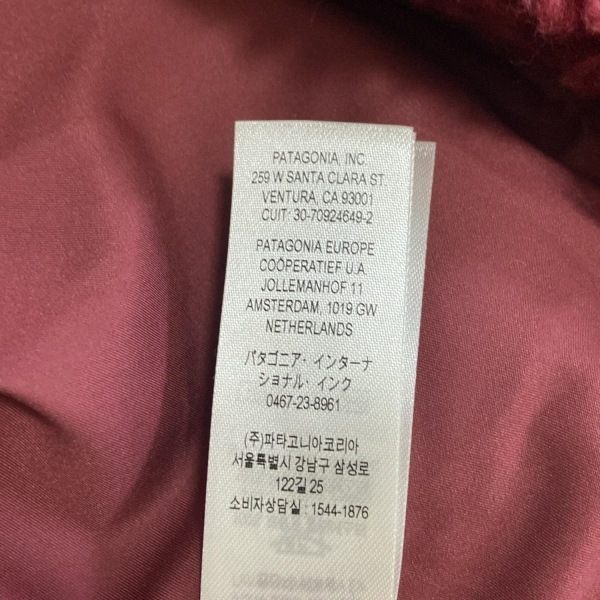 PATAGONIA, INC.
259 W SANTA CLARA ST.
VENTURA, CA 93001
CUIT: 30-70924649-2
PATAGONIA EUROPE
COÖPERATIEF U.A
JOLLEMANHOF 11
AMSTERDAM, 1019 GW
NETHERLANDS
パタゴニア・インターナ
ショナル・インク
0467-23-8961
(주)파타고니아코리아
서울특별시 강남구 삼성로
122길 25
소비자상담실 : 1544-1876